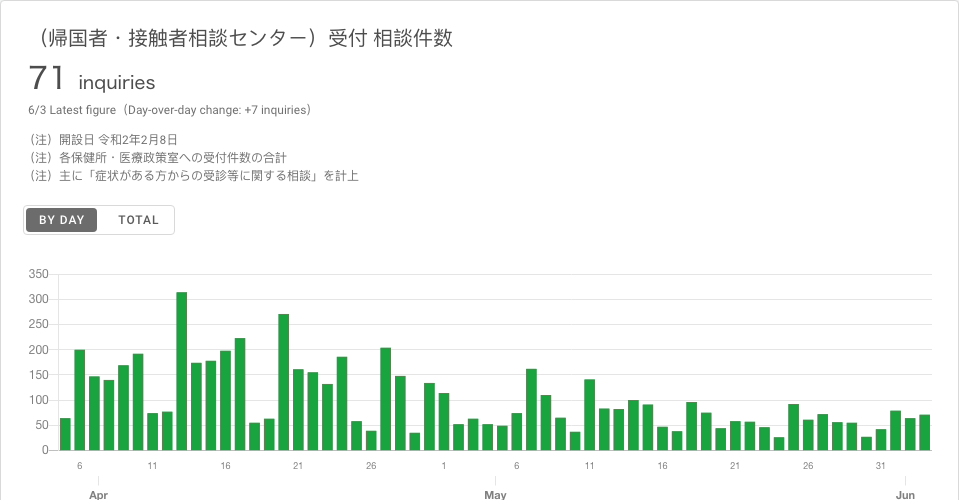 （帰国者・接触者相談センター）受付 相談件数
71 inquiries
6/3 Latest figure（Day-over-day change: +7 inquiries）
（注）開設日 令和2年2月8日
（注）各保健所・医療政策室への受付件数の合計
（注）主に「症状がある方からの受診等に関する相談」を計上
BY DAY TOTAL
350
300
250
200
150
100
50
0
6 11 16 21 26 1 6 11 16 21 26 31
Apr May Jun